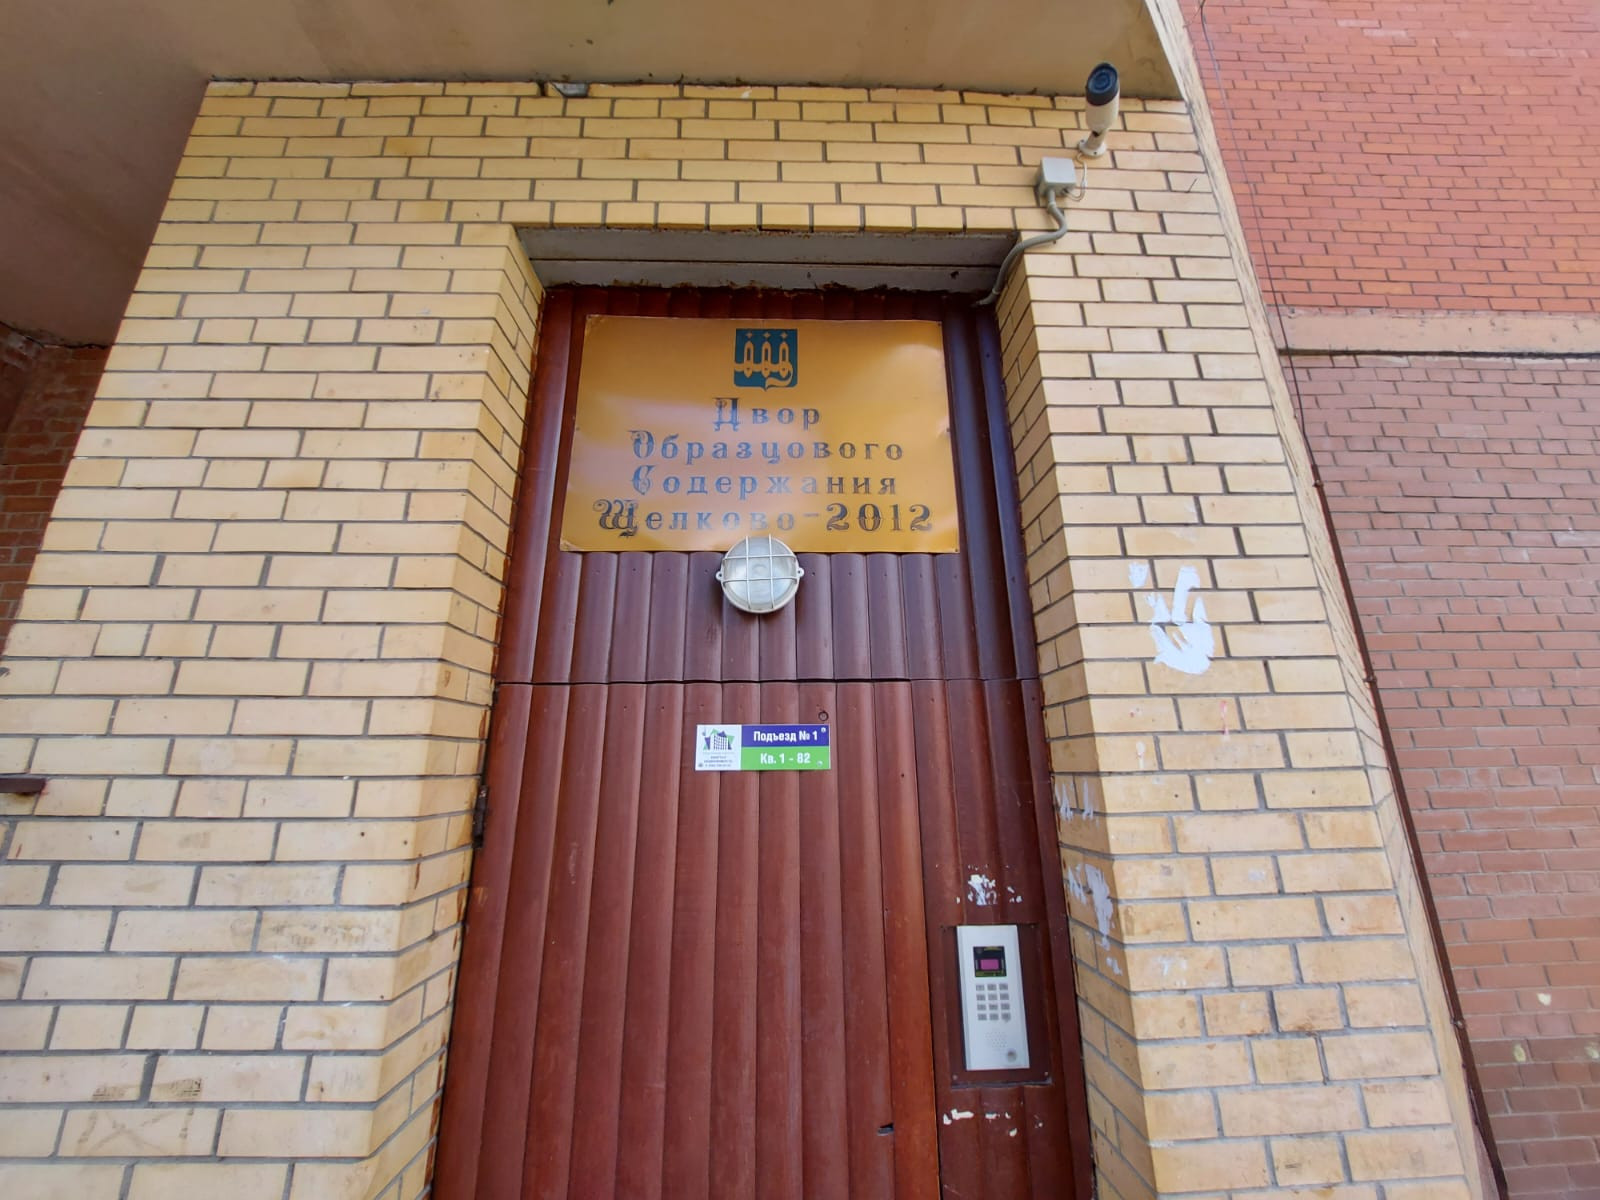 Двор
Образцового
Содержания
Щелково-2012
Подъезд № 1
Кв. 1 - 82